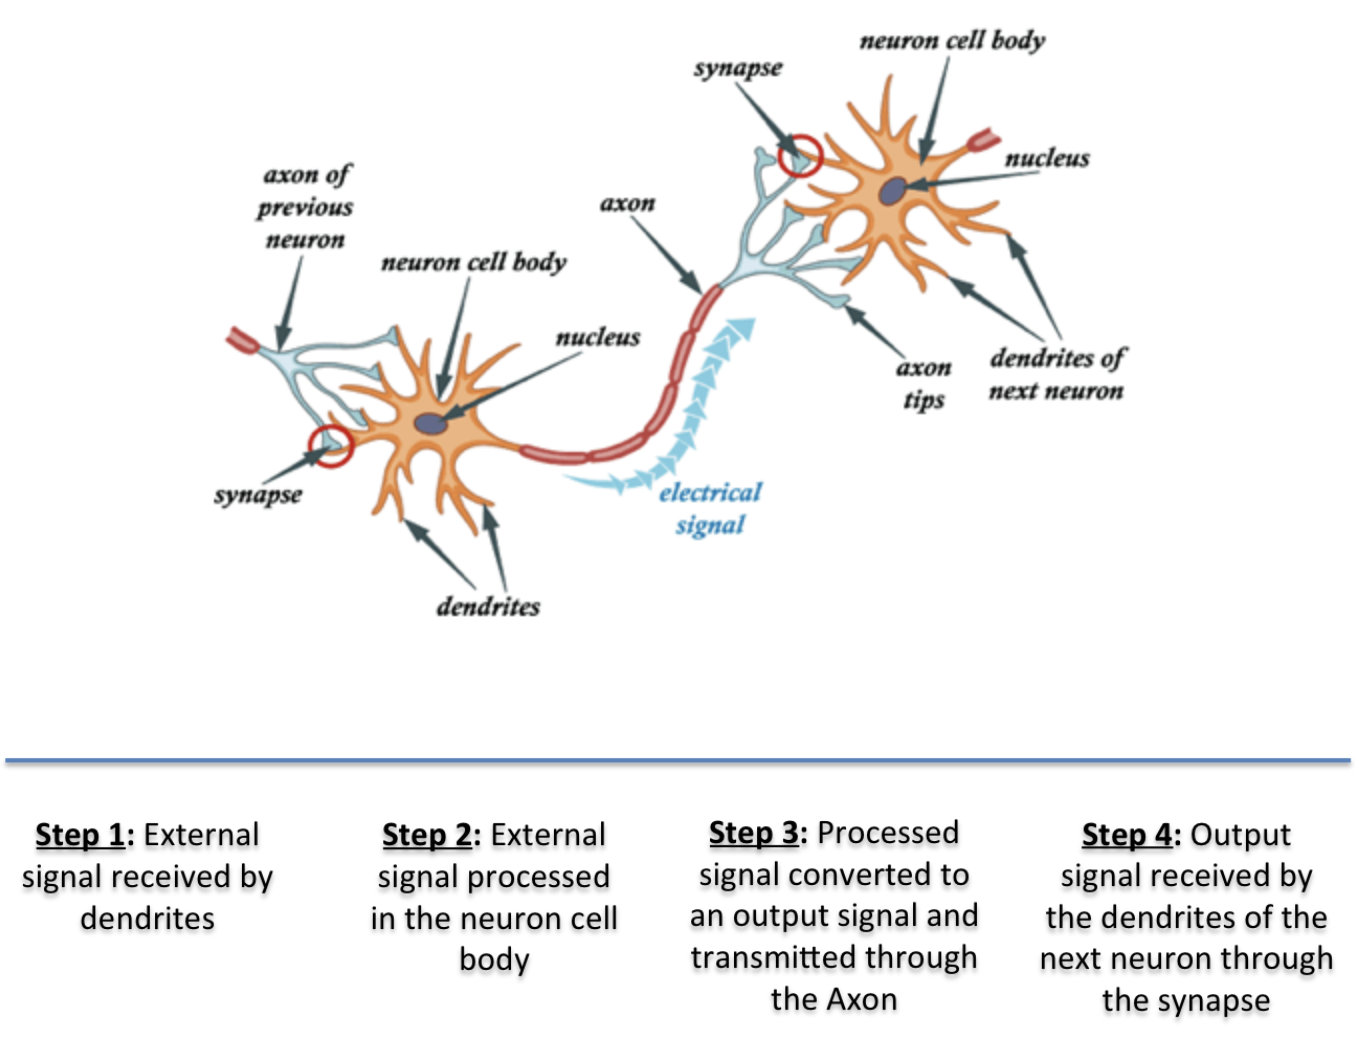 neuron cell body
synapse
nucleus
axon of
previous
neuron
axon
neuron cell body
nucleus
axon
tips
dendrites of
next neuron
synapse
electrical
signal
dendrites
Step 1: External
signal received by
dendrites
Step 2: External
signal processed
in the neuron cell
body
Step 3: Processed
signal converted to
an output signal and
transmitted through
the Axon
Step 4: Output
signal received by
the dendrites of the
next neuron through
the synapse